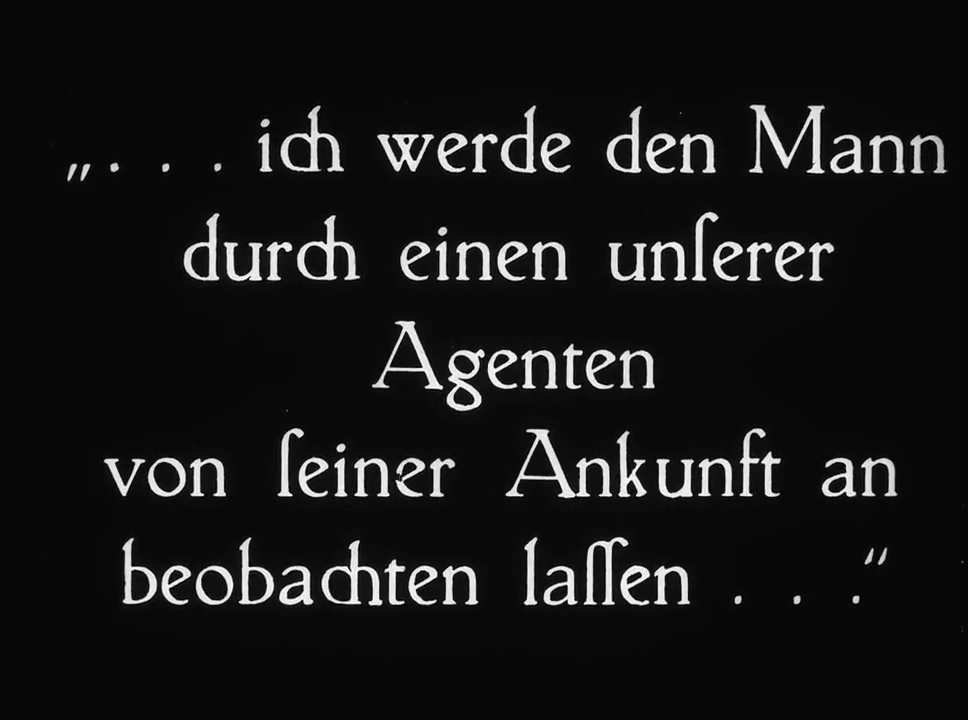 „. . . ich werde den Mann
durch einen unſerer
Agenten
von ſeiner Ankunft an
beobachten laſſen . . .“